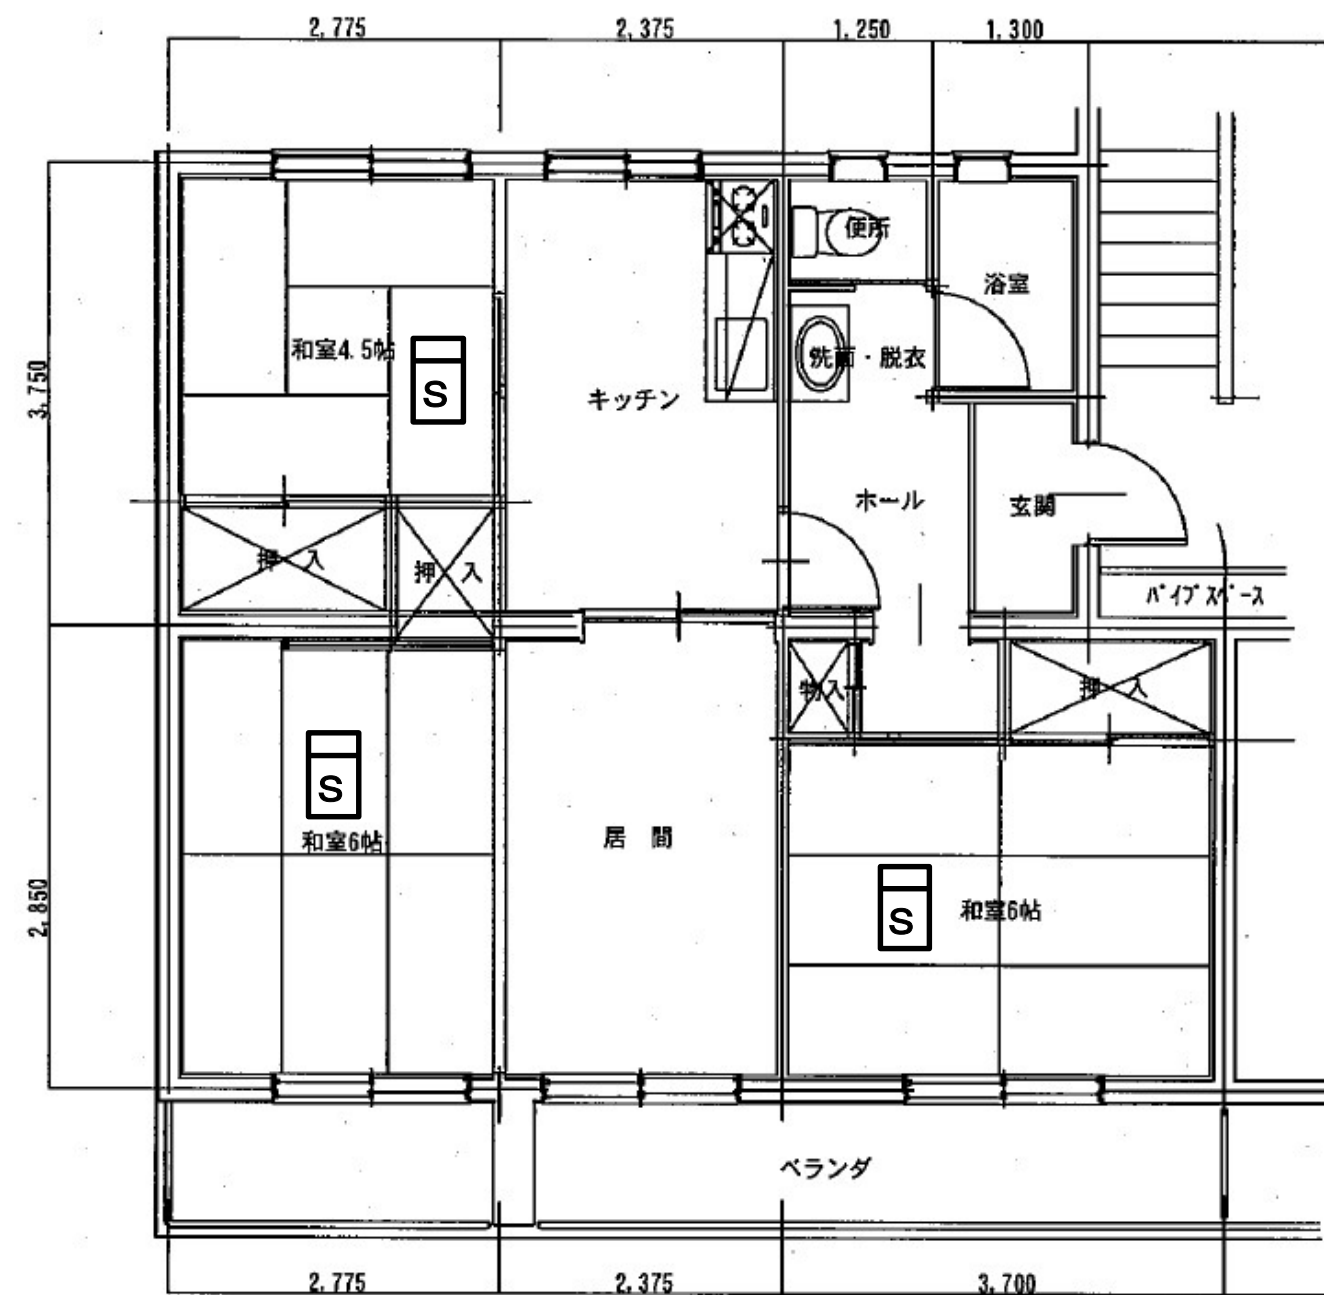 2,775 2,375 1,250 1,300
便所
浴室
和室4.5帖
S
洗面・脱衣
3,750
キッチン
ホール
玄関
押 入
押 入
パイプスペース
物入
押 入
S
和室6帖
居 間
2,850
S
和室6帖
ベランダ
2,775 2,375 3,700